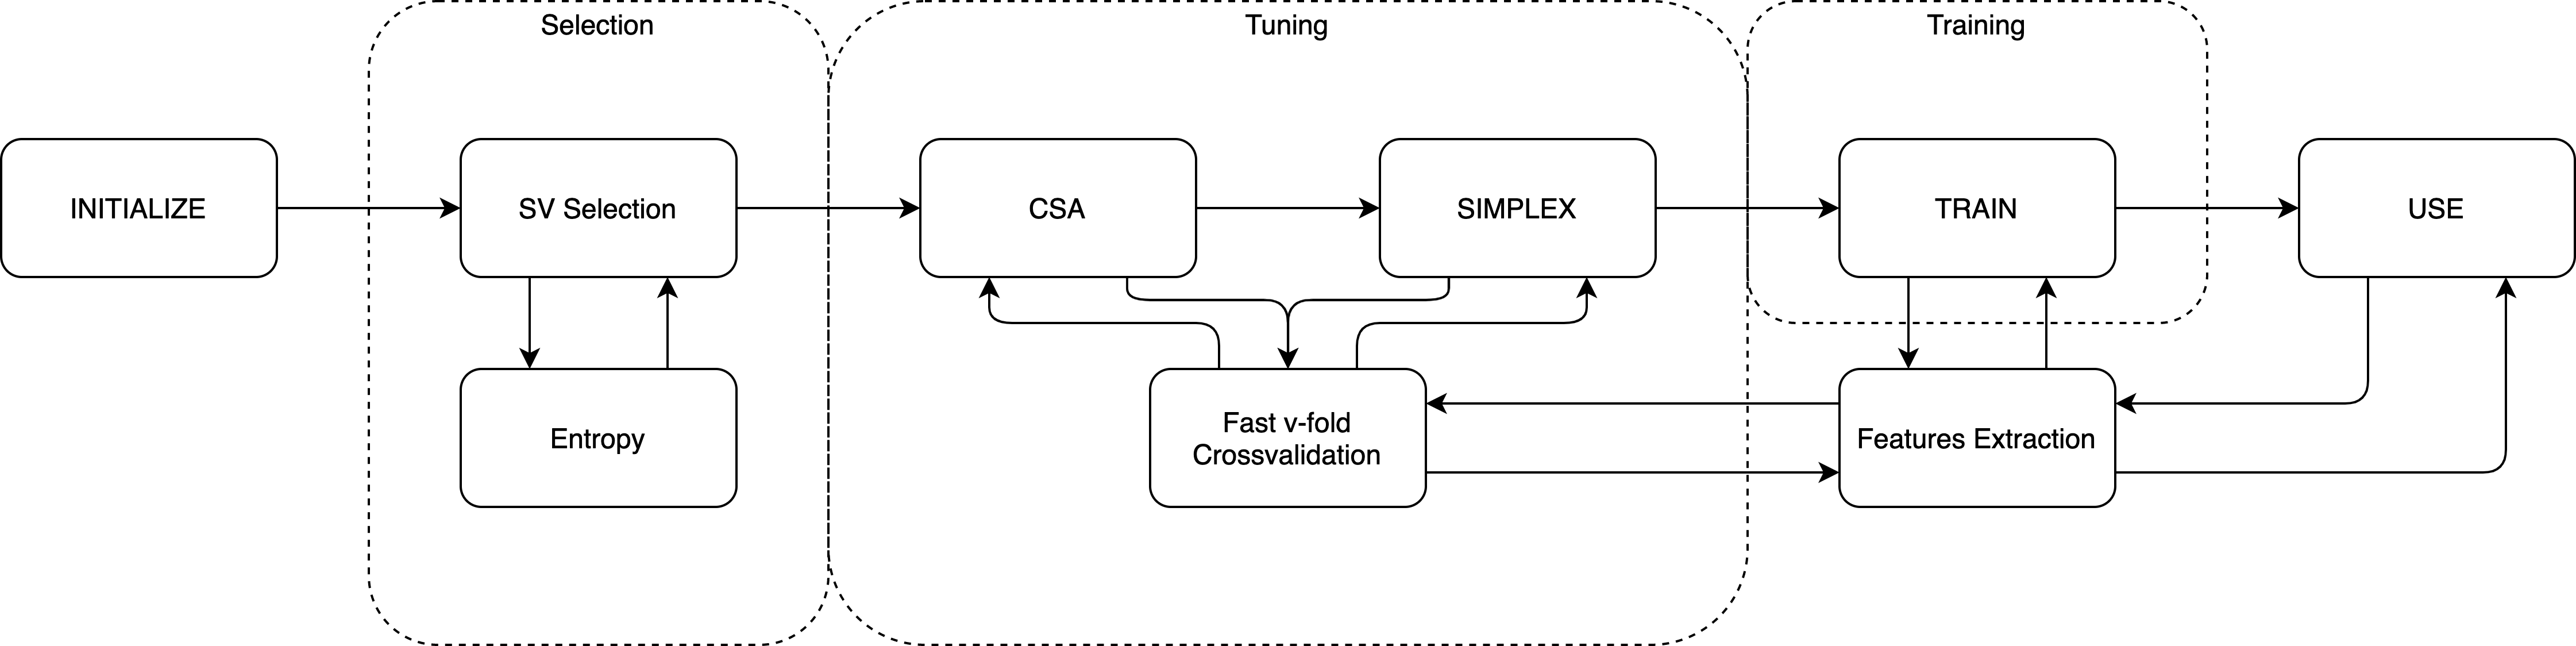 Selection
Tuning
Training
INITIALIZE
SV Selection
CSA
SIMPLEX
TRAIN
USE
Entropy
Fast v-fold
Crossvalidation
Features Extraction